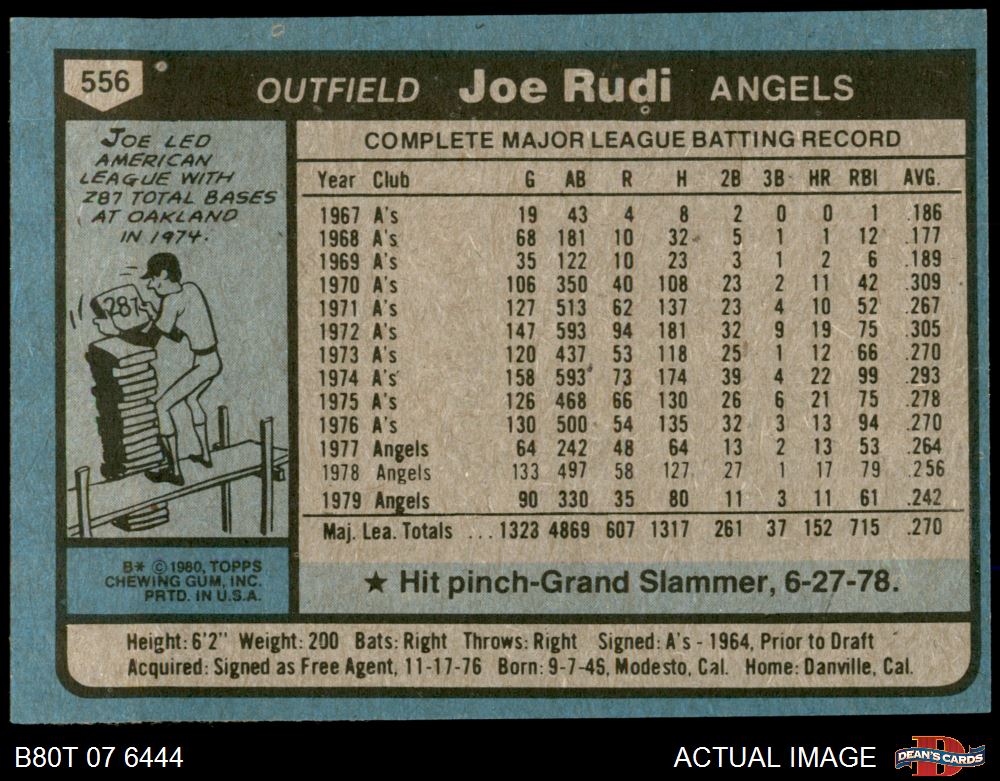 556
OUTFIELD Joe Rudi ANGELS
JOE LED
AMERICAN
LEAGUE WITH
287 TOTAL BASES
AT OAKLAND
IN 1974.
287
B* ©1980, TOPPS
CHEWING GUM, INC.
PRTD. IN U.S.A.
COMPLETE MAJOR LEAGUE BATTING RECORD
Year Club G AB R H 2B 3B HR RBI AVG.
1967 A's 19 43 4 8 2 0 0 1 .186
1968 A's 68 181 10 32 5 1 1 12 .177
1969 A's 35 122 10 23 3 1 2 6 .189
1970 A's 106 350 40 108 23 2 11 42 .309
1971 A's 127 513 62 137 23 4 10 52 .267
1972 A's 147 593 94 181 32 9 19 75 .305
1973 A's 120 437 53 118 25 1 12 66 .270
1974 A's 158 593 73 174 39 4 22 99 .293
1975 A's 126 468 66 130 26 6 21 75 .278
1976 A's 130 500 54 135 32 3 13 94 .270
1977 Angels 64 242 48 64 13 2 13 53 .264
1978 Angels 133 497 58 127 27 1 17 79 .256
1979 Angels 90 330 35 80 11 3 11 61 .242
Maj. Lea. Totals ... 1323 4869 607 1317 261 37 152 715 .270
★ Hit pinch-Grand Slammer, 6-27-78.
Height: 6'2" Weight: 200 Bats: Right Throws: Right Signed: A's - 1964, Prior to Draft
Acquired: Signed as Free Agent, 11-17-76 Born: 9-7-46, Modesto, Cal. Home: Danville, Cal.
B80T 07 6444
ACTUAL IMAGE
D
DEAN'S CARDS